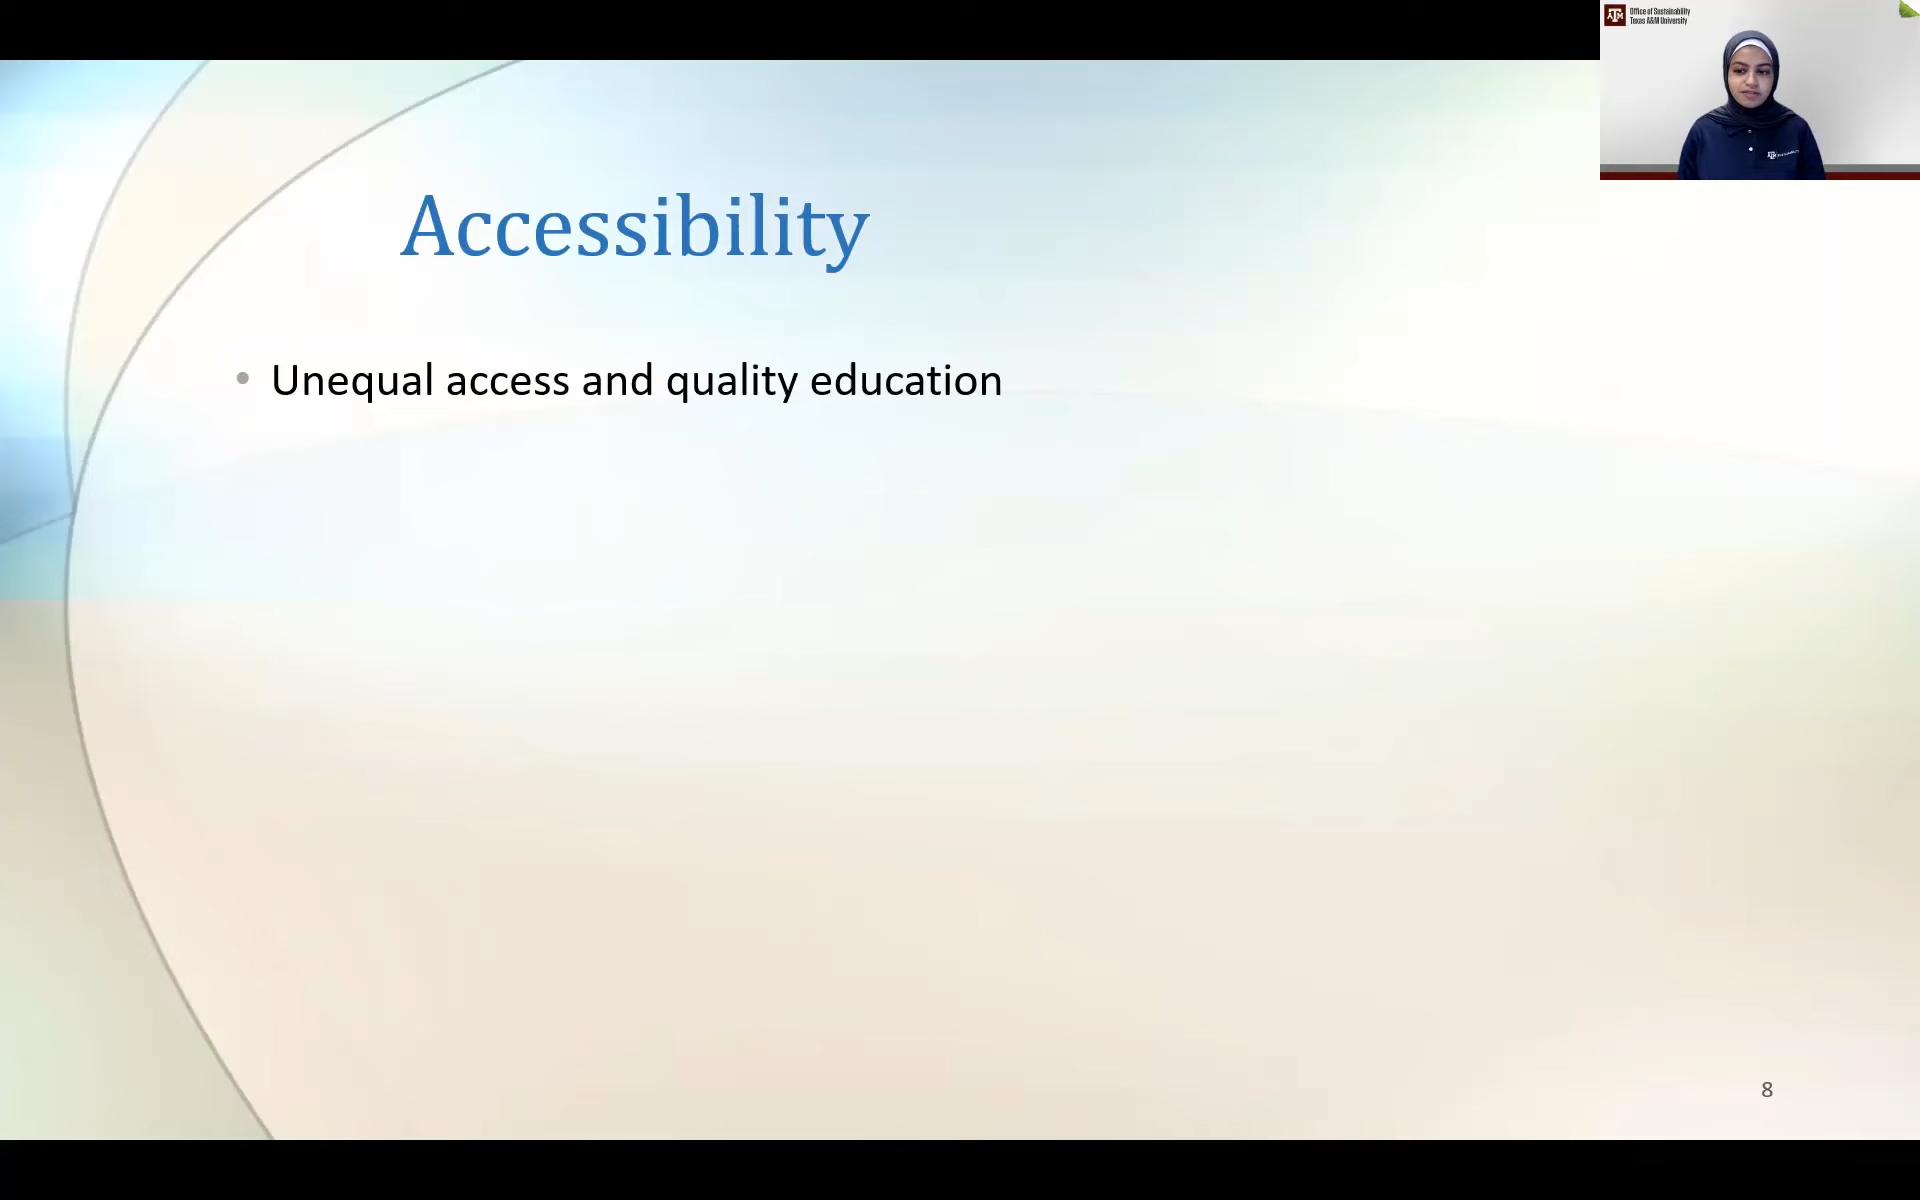 Office of Sustainability
Texas A&M University
Accessibility
• Unequal access and quality education
8